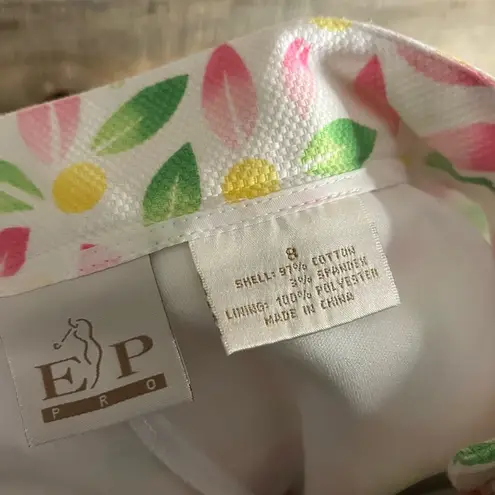 8
SHELL: 97% COTTON
3% SPANDEX
LINING: 100% POLYESTER
MADE IN CHINA
EP
PRO